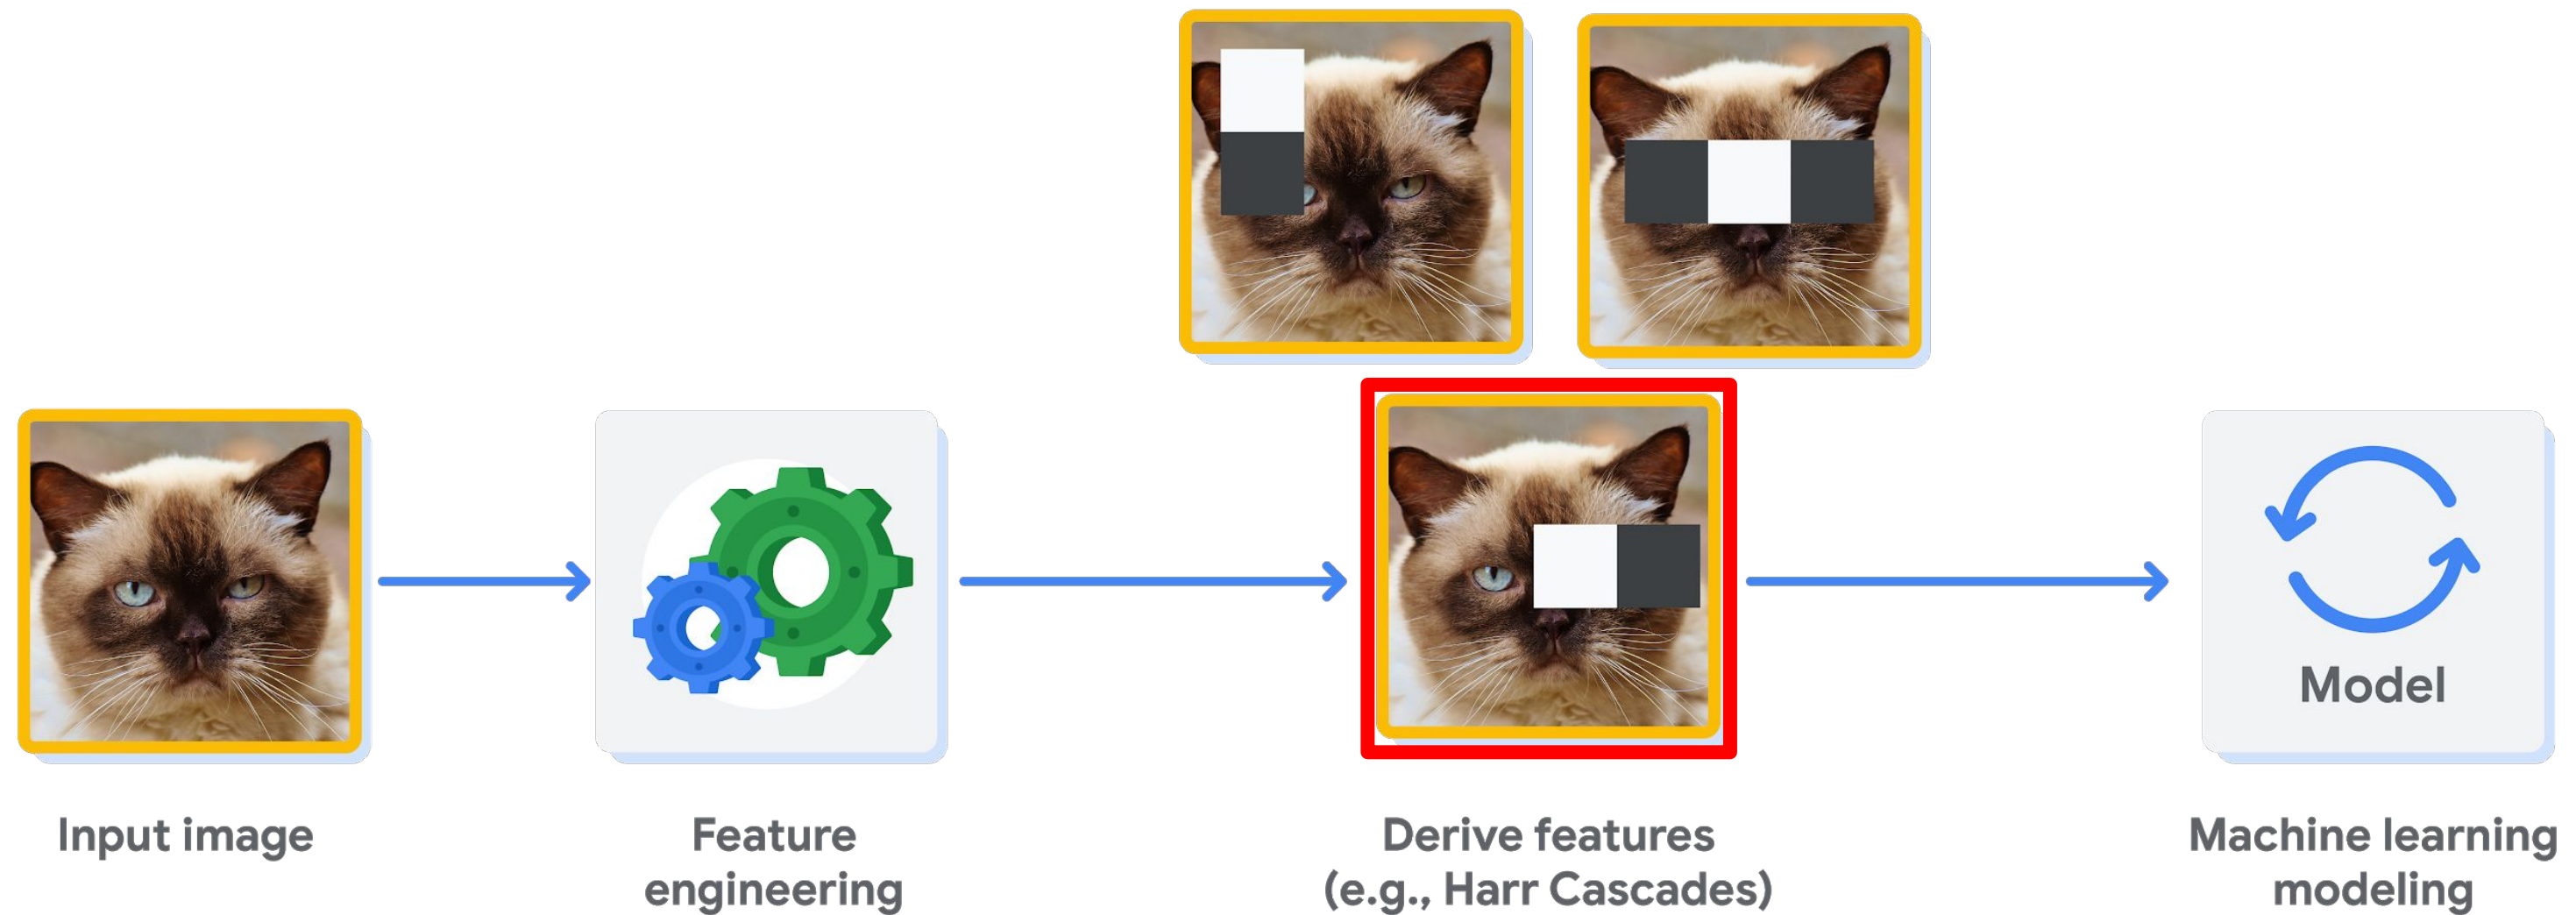 Model
Input image
Feature
engineering
Derive features
(e.g., Harr Cascades)
Machine learning
modeling